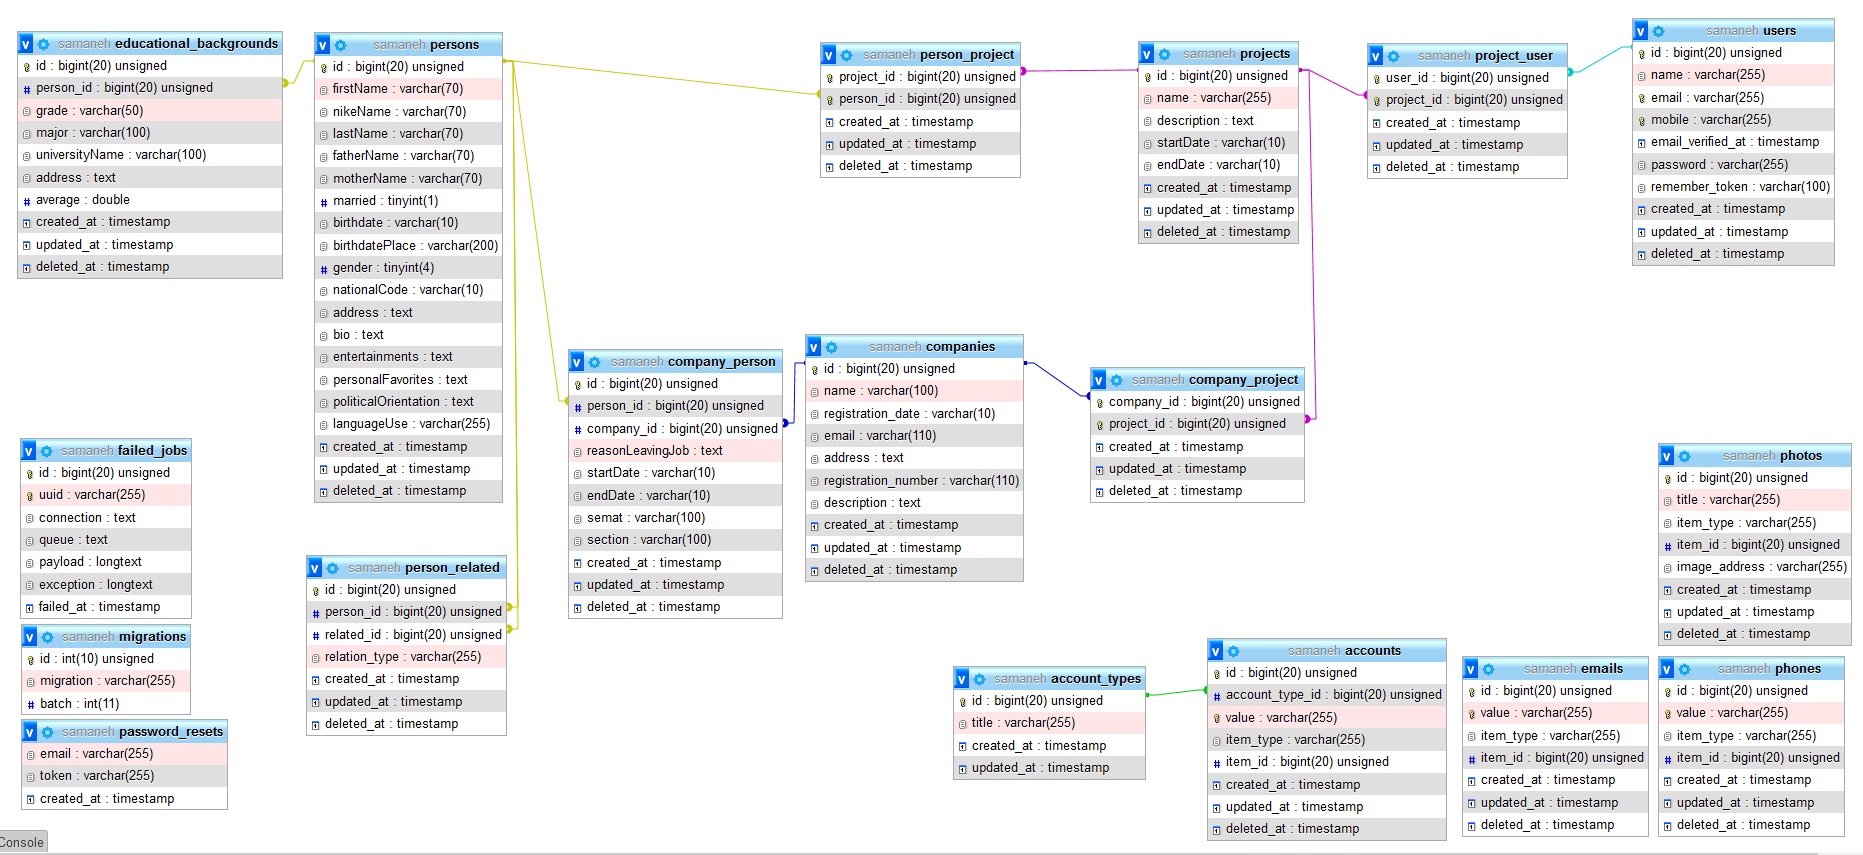 samaneh educational_backgrounds
id : bigint(20) unsigned
person_id : bigint(20) unsigned
grade : varchar(50)
major : varchar(100)
universityName : varchar(100)
address : text
average : double
created_at : timestamp
updated_at : timestamp
deleted_at : timestamp
samaneh persons
id : bigint(20) unsigned
firstName : varchar(70)
nikeName : varchar(70)
lastName : varchar(70)
fatherName : varchar(70)
motherName : varchar(70)
married : tinyint(1)
birthdate : varchar(10)
birthdatePlace : varchar(200)
gender : tinyint(4)
nationalCode : varchar(10)
address : text
bio : text
entertainments : text
personalFavorites : text
politicalOrientation : text
languageUse : varchar(255)
created_at : timestamp
updated_at : timestamp
deleted_at : timestamp
samaneh person_project
project_id : bigint(20) unsigned
person_id : bigint(20) unsigned
created_at : timestamp
updated_at : timestamp
deleted_at : timestamp
samaneh projects
id : bigint(20) unsigned
name : varchar(255)
description : text
startDate : varchar(10)
endDate : varchar(10)
created_at : timestamp
updated_at : timestamp
deleted_at : timestamp
samaneh project_user
user_id : bigint(20) unsigned
project_id : bigint(20) unsigned
created_at : timestamp
updated_at : timestamp
deleted_at : timestamp
samaneh users
id : bigint(20) unsigned
name : varchar(255)
email : varchar(255)
mobile : varchar(255)
email_verified_at : timestamp
password : varchar(255)
remember_token : varchar(100)
created_at : timestamp
updated_at : timestamp
deleted_at : timestamp
samaneh company_person
id : bigint(20) unsigned
person_id : bigint(20) unsigned
company_id : bigint(20) unsigned
reasonLeavingJob : text
startDate : varchar(10)
endDate : varchar(10)
semat : varchar(100)
section : varchar(100)
created_at : timestamp
updated_at : timestamp
deleted_at : timestamp
samaneh companies
id : bigint(20) unsigned
name : varchar(100)
registration_date : varchar(10)
email : varchar(110)
address : text
registration_number : varchar(110)
description : text
created_at : timestamp
updated_at : timestamp
deleted_at : timestamp
samaneh company_project
company_id : bigint(20) unsigned
project_id : bigint(20) unsigned
created_at : timestamp
updated_at : timestamp
deleted_at : timestamp
samaneh failed_jobs
id : bigint(20) unsigned
uuid : varchar(255)
connection : text
queue : text
payload : longtext
exception : longtext
failed_at : timestamp
samaneh migrations
id : int(10) unsigned
migration : varchar(255)
batch : int(11)
samaneh password_resets
email : varchar(255)
token : varchar(255)
created_at : timestamp
samaneh person_related
id : bigint(20) unsigned
person_id : bigint(20) unsigned
related_id : bigint(20) unsigned
relation_type : varchar(255)
created_at : timestamp
updated_at : timestamp
deleted_at : timestamp
samaneh account_types
id : bigint(20) unsigned
title : varchar(255)
created_at : timestamp
updated_at : timestamp
samaneh accounts
id : bigint(20) unsigned
account_type_id : bigint(20) unsigned
value : varchar(255)
item_type : varchar(255)
item_id : bigint(20) unsigned
created_at : timestamp
updated_at : timestamp
deleted_at : timestamp
samaneh photos
id : bigint(20) unsigned
title : varchar(255)
item_type : varchar(255)
item_id : bigint(20) unsigned
image_address : varchar(255)
created_at : timestamp
updated_at : timestamp
deleted_at : timestamp
samaneh emails
id : bigint(20) unsigned
value : varchar(255)
item_type : varchar(255)
item_id : bigint(20) unsigned
created_at : timestamp
updated_at : timestamp
deleted_at : timestamp
samaneh phones
id : bigint(20) unsigned
value : varchar(255)
item_type : varchar(255)
item_id : bigint(20) unsigned
created_at : timestamp
updated_at : timestamp
deleted_at : timestamp
Console